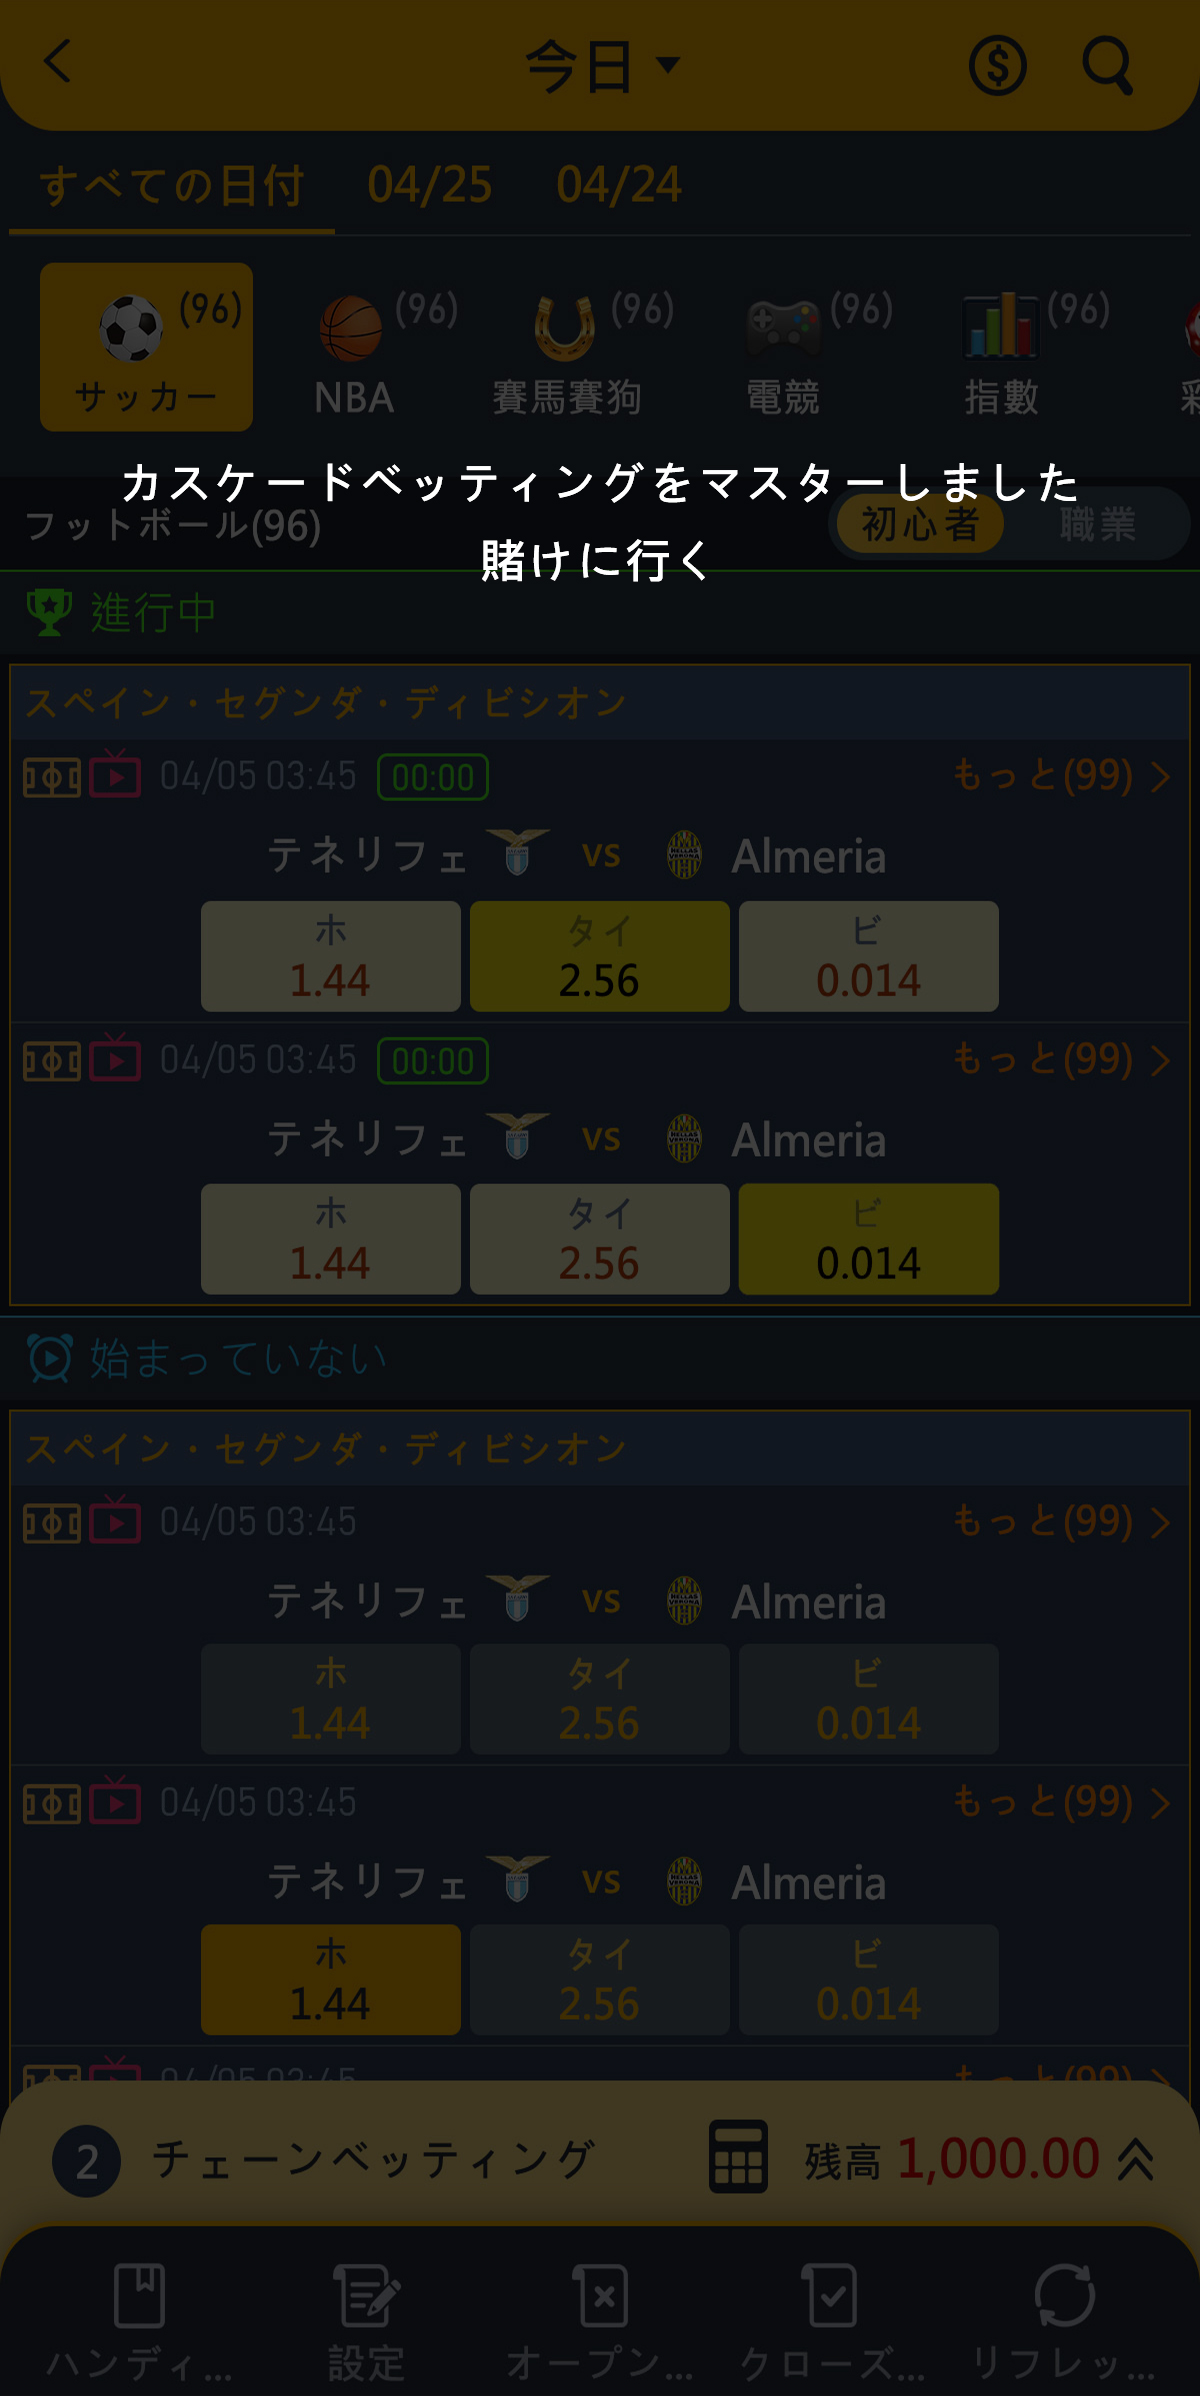 今日
すべての日付 04/25 04/24
(96) (96) (96) (96) (96)
サッカー NBA 賽馬賽狗 電競 指數
カスケードベッティングをマスターしました
フットボール(96) 初心者 職業
賭けに行く
進行中
スペイン・セグンダ・ディビシオン
04/05 03:45 00:00 もっと(99)
テネリフェ VS Almeria
ホ タイ ビ
1.44 2.56 0.014
04/05 03:45 00:00 もっと(99)
テネリフェ VS Almeria
ホ タイ ビ
1.44 2.56 0.014
始まっていない
スペイン・セグンダ・ディビシオン
04/05 03:45 もっと(99)
テネリフェ VS Almeria
ホ タイ ビ
1.44 2.56 0.014
04/05 03:45 もっと(99)
テネリフェ VS Almeria
ホ タイ ビ
1.44 2.56 0.014
04/05 03:45 もっと(99)
2 チェーンベッティング 残高 1,000.00
ハンディ... 設定 オープン... クローズ... リフレッ...